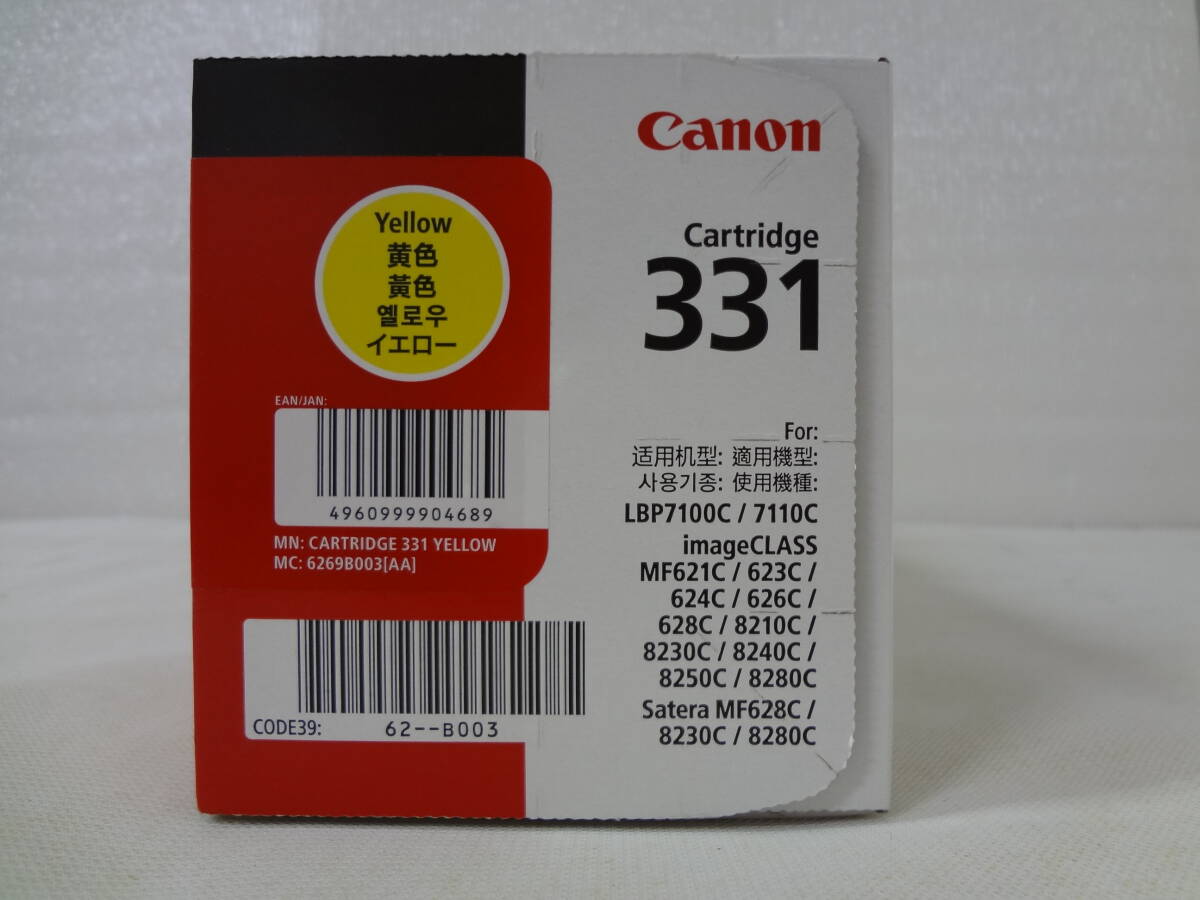 Canon
Cartridge
331
Yellow
黄色
黃色
옐로우
イエロー
EAN/JAN:
4960999904689
MN: CARTRIDGE 331 YELLOW
MC: 6269B003[AA]
CODE39:
62--B003
For:
适用机型: 適用機型:
사용기종: 使用機種:
LBP7100C / 7110C
imageCLASS
MF621C / 623C /
624C / 626C /
628C / 8210C /
8230C / 8240C /
8250C / 8280C
Satera MF628C /
8230C / 8280C